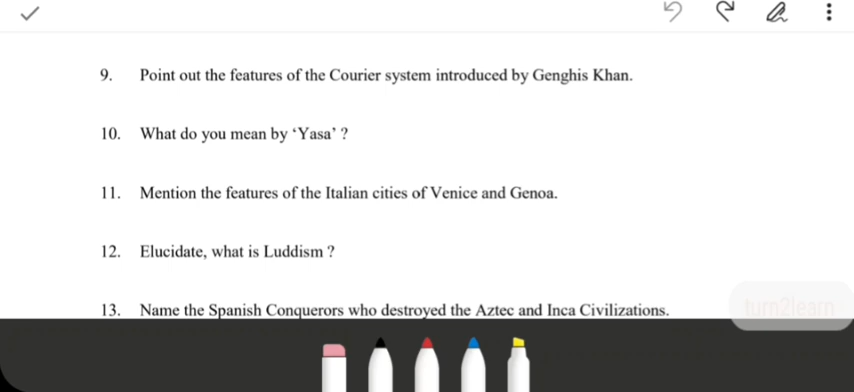 9. Point out the features of the Courier system introduced by Genghis Khan.
10. What do you mean by ‘Yasa’ ?
11. Mention the features of the Italian cities of Venice and Genoa.
12. Elucidate, what is Luddism ?
13. Name the Spanish Conquerors who destroyed the Aztec and Inca Civilizations.
turn2learn